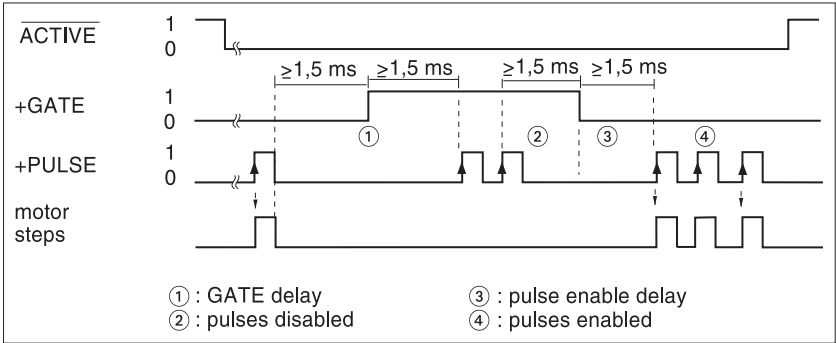 ACTIVE 1
0
≥1,5 ms ≥1,5 ms ≥1,5 ms ≥1,5 ms
+GATE 1
0
① ② ③ ④
+PULSE 1
0
motor
steps
① : GATE delay ③ : pulse enable delay
② : pulses disabled ④ : pulses enabled